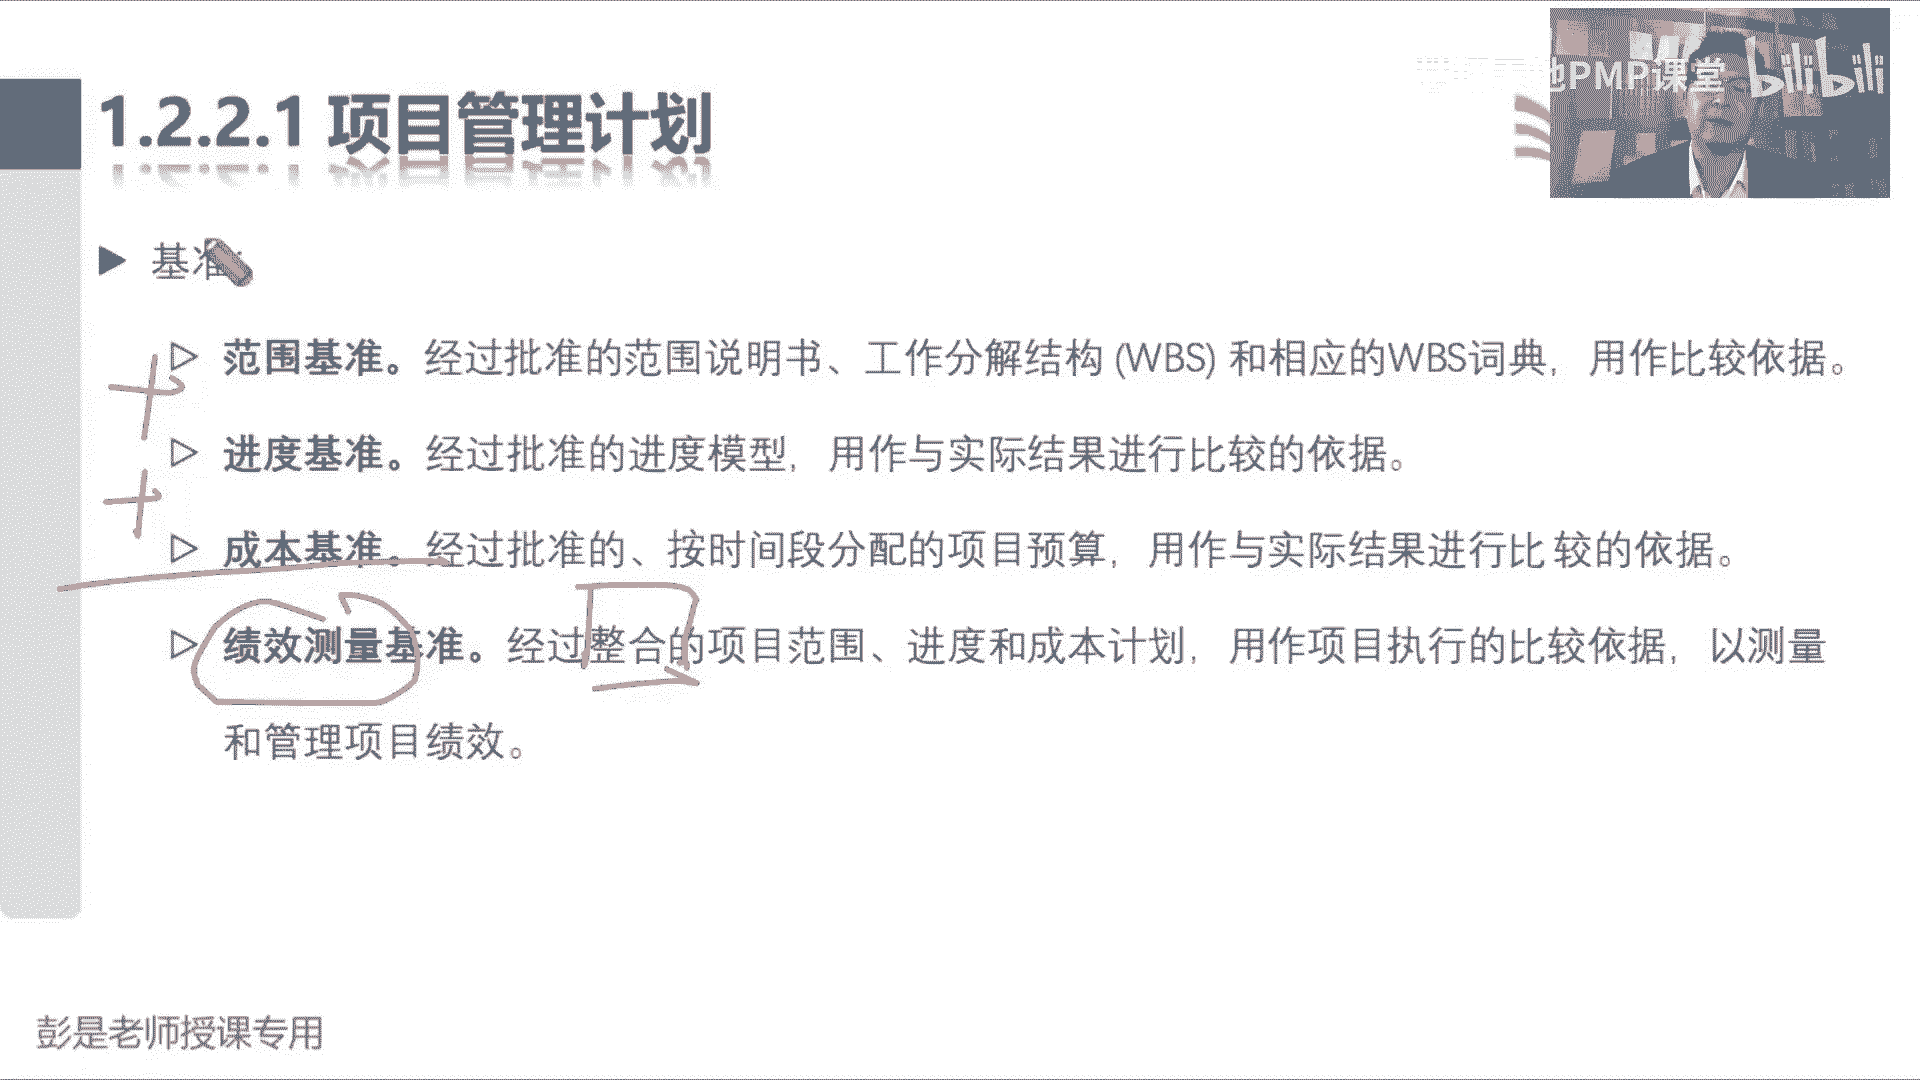 地PMP课堂 bilibili
1.2.2.1 项目管理计划
基准:
范围基准。经过批准的范围说明书、工作分解结构 (WBS) 和相应的WBS词典，用作比较依据。
进度基准。经过批准的进度模型，用作与实际结果进行比较的依据。
成本基准。经过批准的、按时间段分配的项目预算，用作与实际结果进行比较的依据。
绩效测量基准。经过整合的项目范围、进度和成本计划，用作项目执行的比较依据，以测量
和管理项目绩效。
彭是老师授课专用